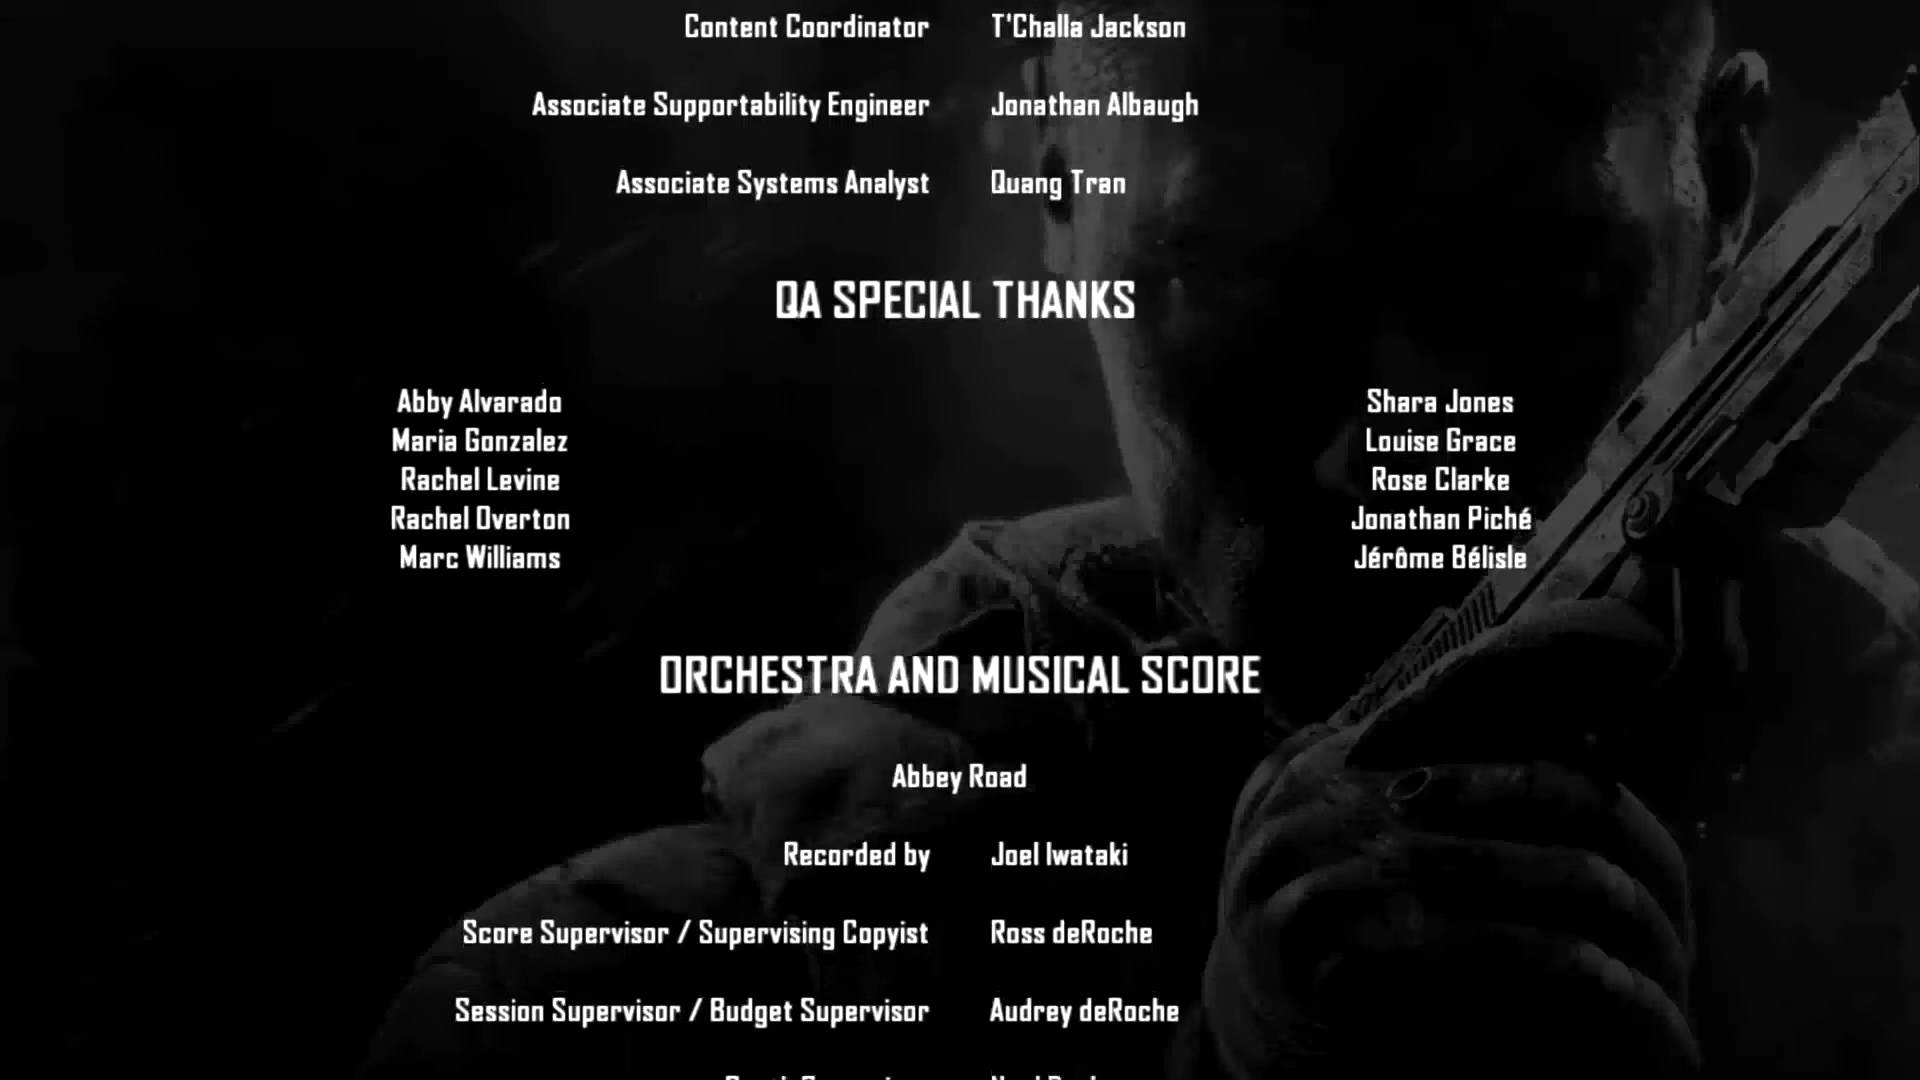 Content Coordinator T'Challa Jackson
Associate Supportability Engineer Jonathan Albaugh
Associate Systems Analyst Quang Tran
QA SPECIAL THANKS
Abby Alvarado Shara Jones
Maria Gonzalez Louise Grace
Rachel Levine Rose Clarke
Rachel Overton Jonathan Piché
Marc Williams Jérôme Bélisle
ORCHESTRA AND MUSICAL SCORE
Abbey Road
Recorded by Joel Iwataki
Score Supervisor / Supervising Copyist Ross deRoche
Session Supervisor / Budget Supervisor Audrey deRoche